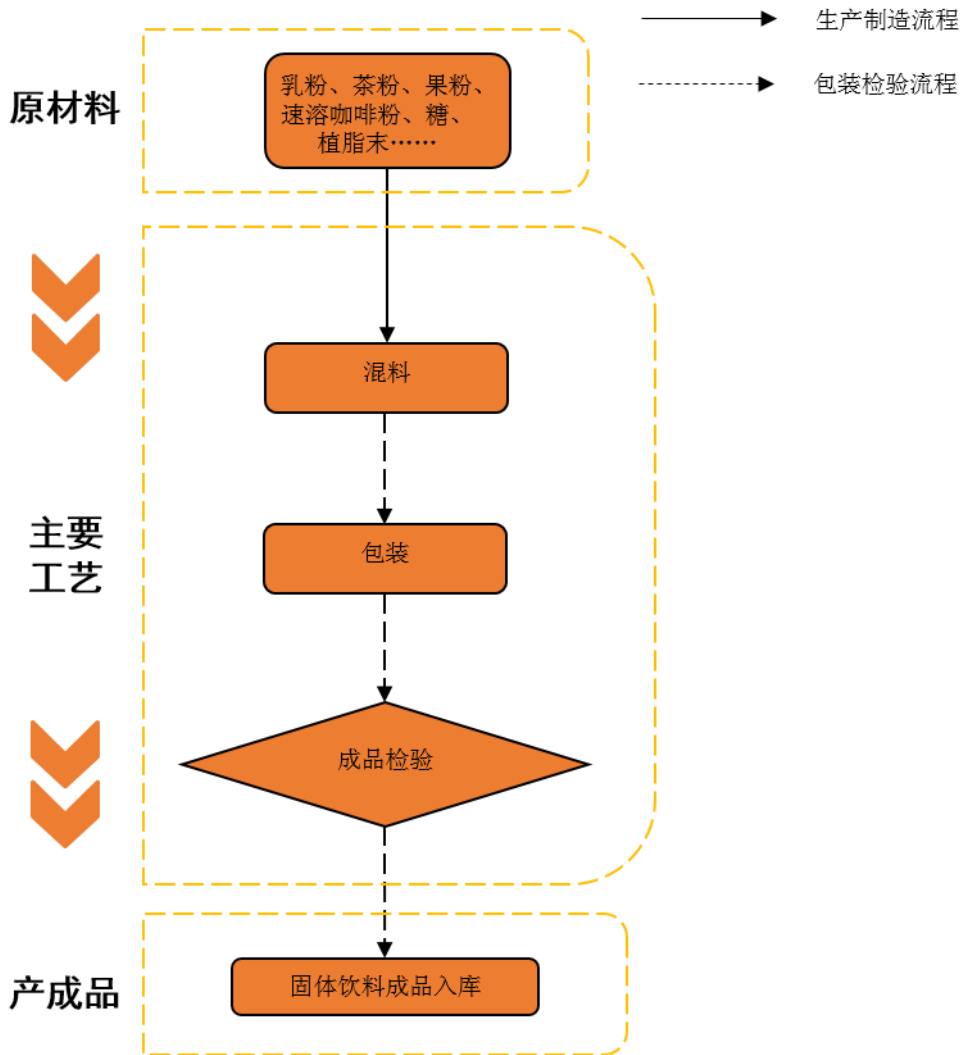 生产制造流程
包装检验流程
原材料
乳粉、茶粉、果粉、
速溶咖啡粉、糖、
植脂末……
混料
主要
工艺
包装
成品检验
产成品
固体饮料成品入库